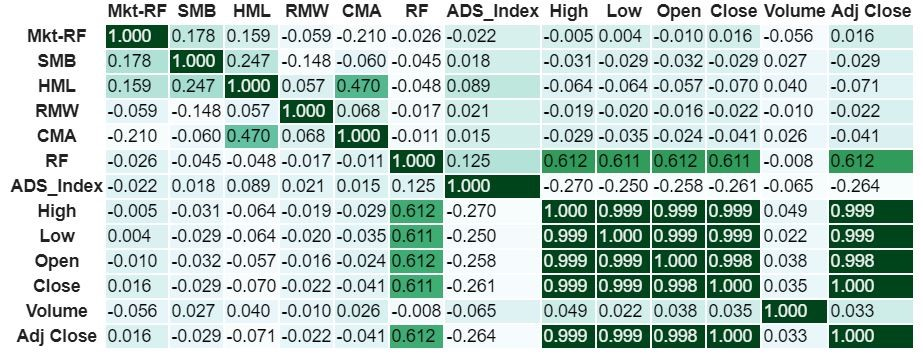 Mkt-RF SMB HML RMW CMA RF ADS_Index High Low Open Close Volume Adj Close
Mkt-RF 1.000 0.178 0.159 -0.059 -0.210 -0.026 -0.022 -0.005 0.004 -0.010 0.016 -0.056 0.016
SMB 0.178 1.000 0.247 -0.148 -0.060 -0.045 0.018 -0.031 -0.029 -0.032 -0.029 0.027 -0.029
HML 0.159 0.247 1.000 0.057 0.470 -0.048 0.089 -0.064 -0.064 -0.057 -0.070 0.040 -0.071
RMW -0.059 -0.148 0.057 1.000 0.068 -0.017 0.021 -0.019 -0.020 -0.016 -0.022 -0.010 -0.022
CMA -0.210 -0.060 0.470 0.068 1.000 -0.011 0.015 -0.029 -0.035 -0.024 -0.041 0.026 -0.041
RF -0.026 -0.045 -0.048 -0.017 -0.011 1.000 0.125 0.612 0.611 0.612 0.611 -0.008 0.612
ADS_Index -0.022 0.018 0.089 0.021 0.015 0.125 1.000 -0.270 -0.250 -0.258 -0.261 -0.065 -0.264
High -0.005 -0.031 -0.064 -0.019 -0.029 0.612 -0.270 1.000 0.999 0.999 0.999 0.049 0.999
Low 0.004 -0.029 -0.064 -0.020 -0.035 0.611 -0.250 0.999 1.000 0.999 0.999 0.022 0.999
Open -0.010 -0.032 -0.057 -0.016 -0.024 0.612 -0.258 0.999 0.999 1.000 0.998 0.038 0.998
Close 0.016 -0.029 -0.070 -0.022 -0.041 0.611 -0.261 0.999 0.999 0.998 1.000 0.035 1.000
Volume -0.056 0.027 0.040 -0.010 0.026 -0.008 -0.065 0.049 0.022 0.038 0.035 1.000 0.033
Adj Close 0.016 -0.029 -0.071 -0.022 -0.041 0.612 -0.264 0.999 0.999 0.998 1.000 0.033 1.000